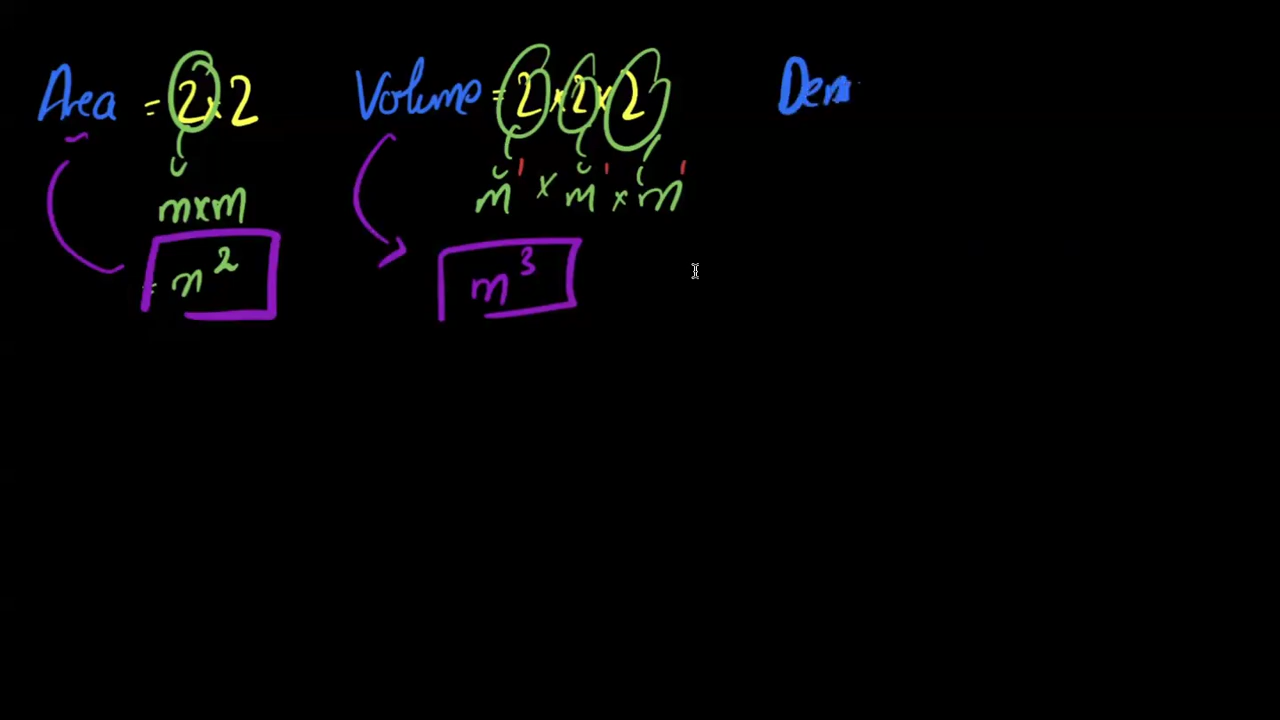 Area = 2 x 2
m x m
= m²
Volume = 2 x 2 x 2
m' x m' x m'
m³
Den